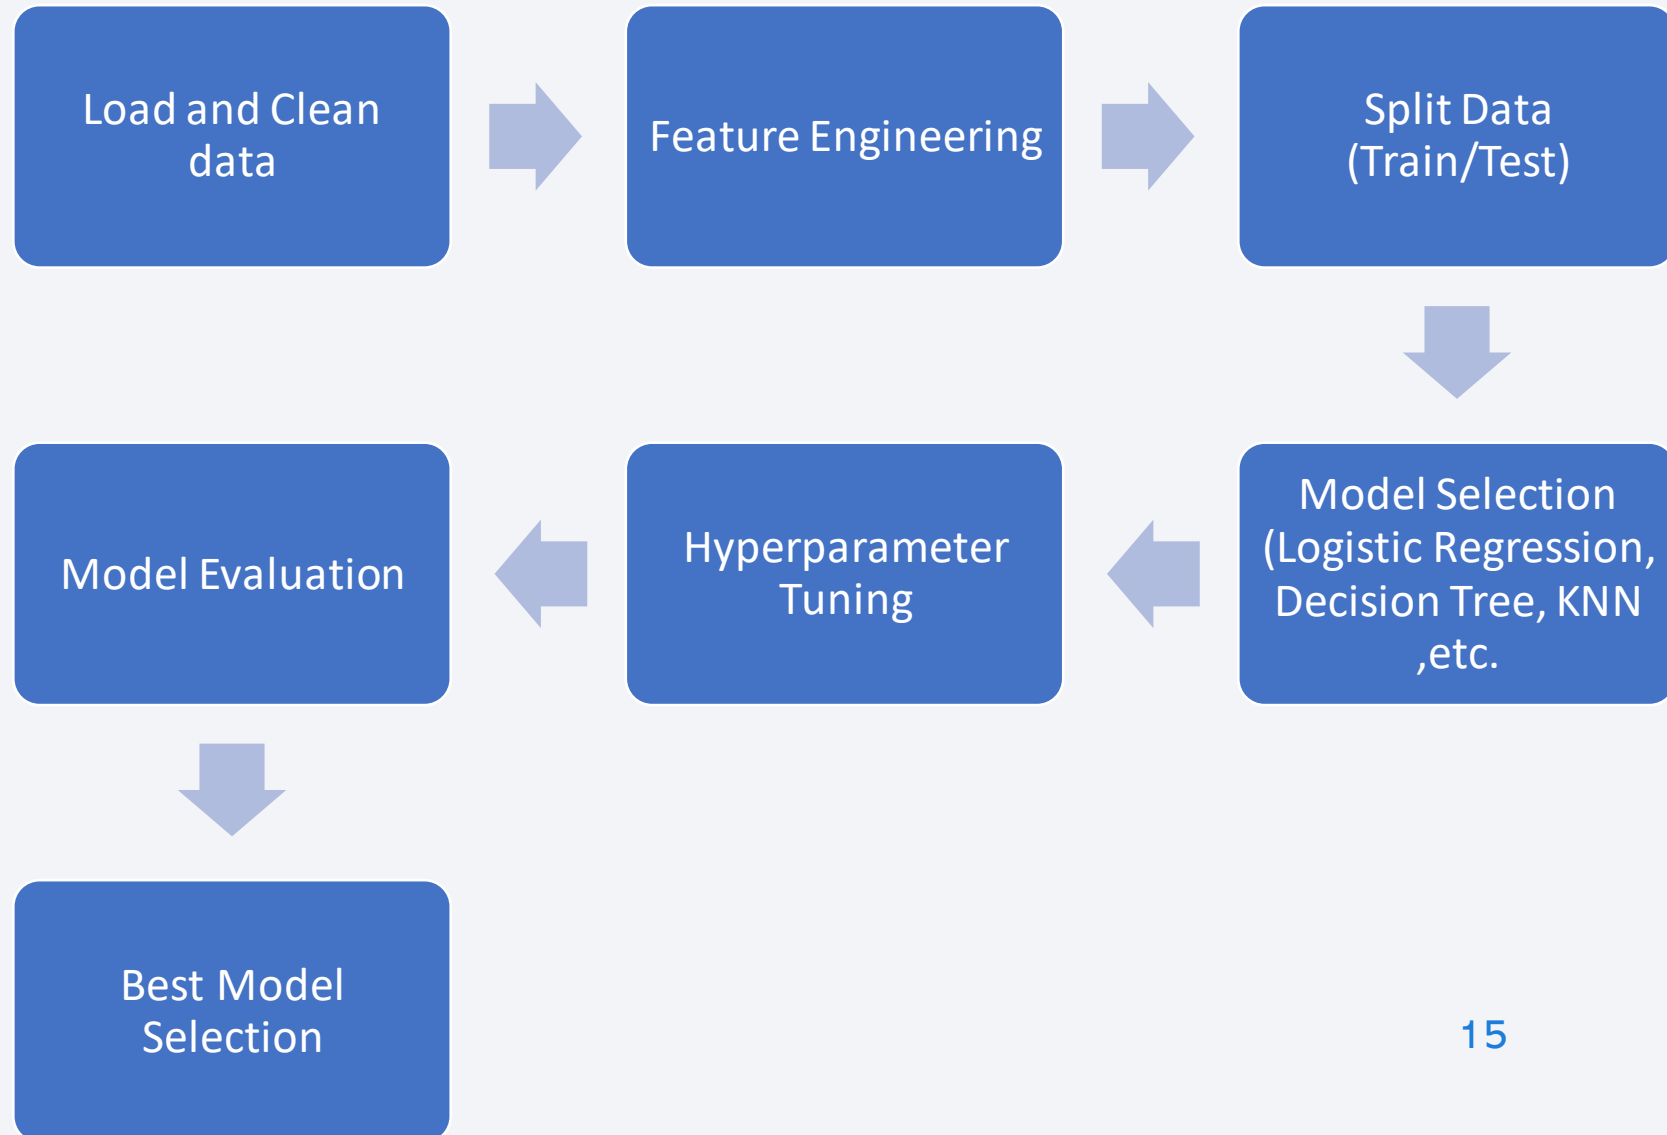 Load and Clean
data
Feature Engineering
Split Data
(Train/Test)
Model Selection
(Logistic Regression,
Decision Tree, KNN
,etc.
Hyperparameter
Tuning
Model Evaluation
Best Model
Selection
15